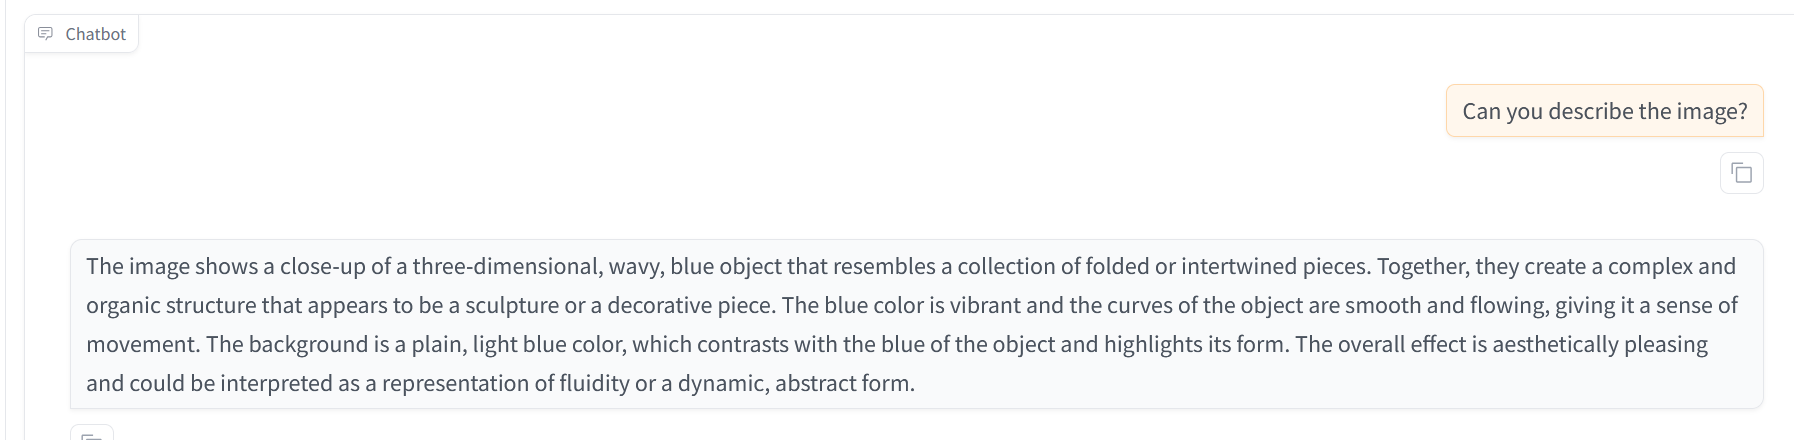 Chatbot
Can you describe the image?
The image shows a close-up of a three-dimensional, wavy, blue object that resembles a collection of folded or intertwined pieces. Together, they create a complex and
organic structure that appears to be a sculpture or a decorative piece. The blue color is vibrant and the curves of the object are smooth and flowing, giving it a sense of
movement. The background is a plain, light blue color, which contrasts with the blue of the object and highlights its form. The overall effect is aesthetically pleasing
and could be interpreted as a representation of fluidity or a dynamic, abstract form.